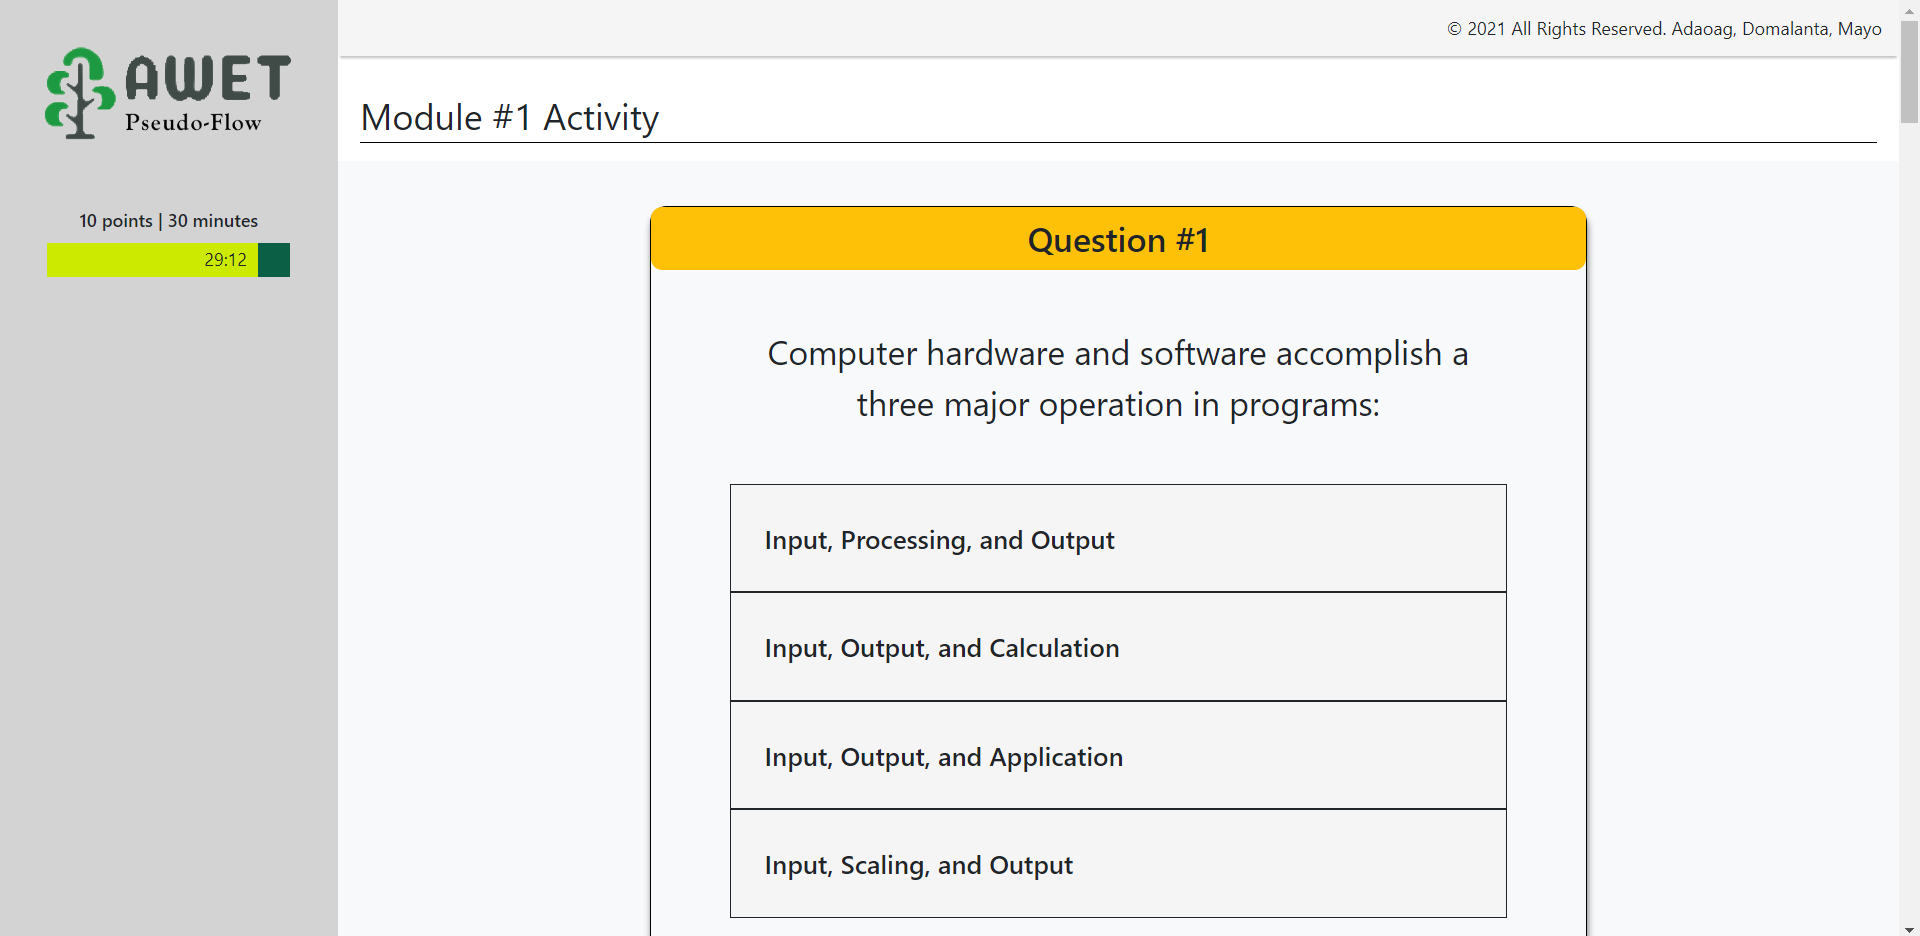 © 2021 All Rights Reserved. Adaoag, Domalanta, Mayo
AWET
Pseudo-Flow
10 points | 30 minutes
29:12
Module #1 Activity
Question #1
Computer hardware and software accomplish a
three major operation in programs:
Input, Processing, and Output
Input, Output, and Calculation
Input, Output, and Application
Input, Scaling, and Output